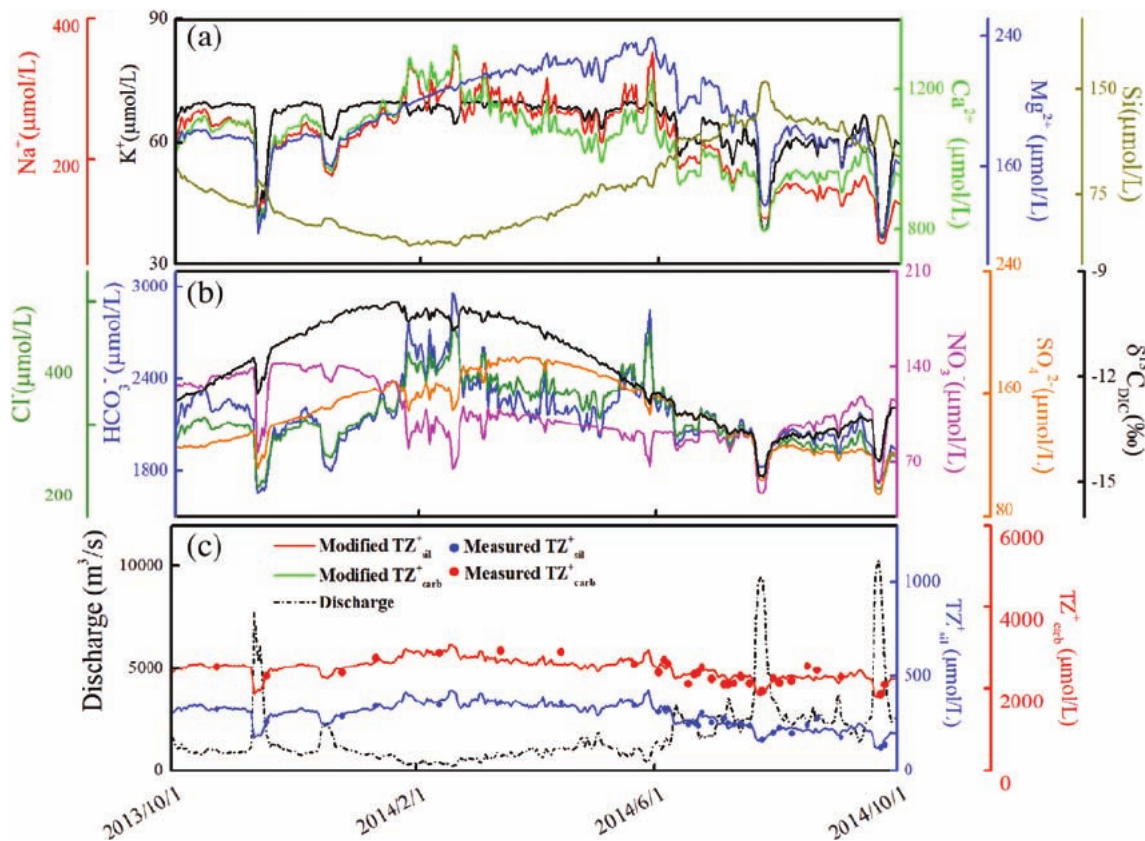 400
90
(a)
240
1200
150
Na⁺(μmol/L)
K⁺(μmol/L)
Ca²⁺ (μmol/L)
Mg²⁺ (μmol/L)
Si(μmol/L)
200
60
160
75
800
30
(b)
3000
210
240
-9
Cl⁻(μmol/L)
HCO₃⁻(μmol/L)
NO₃⁻(μmol/L)
SO₄²⁻(μmol/L)
δ¹³C_DIC(‰)
400
2400
140
160
-12
1800
70
-15
200
80
(c)
Modified TZ⁺sil
Measured TZ⁺sil
Modified TZ⁺carb
Measured TZ⁺carb
Discharge
Discharge (m³/s)
TZ⁺sil (μmol/L)
TZ⁺carb (μmol/L)
10000
5000
0
1000
500
0
6000
4000
2000
0
2013/10/1
2014/2/1
2014/6/1
2014/10/1